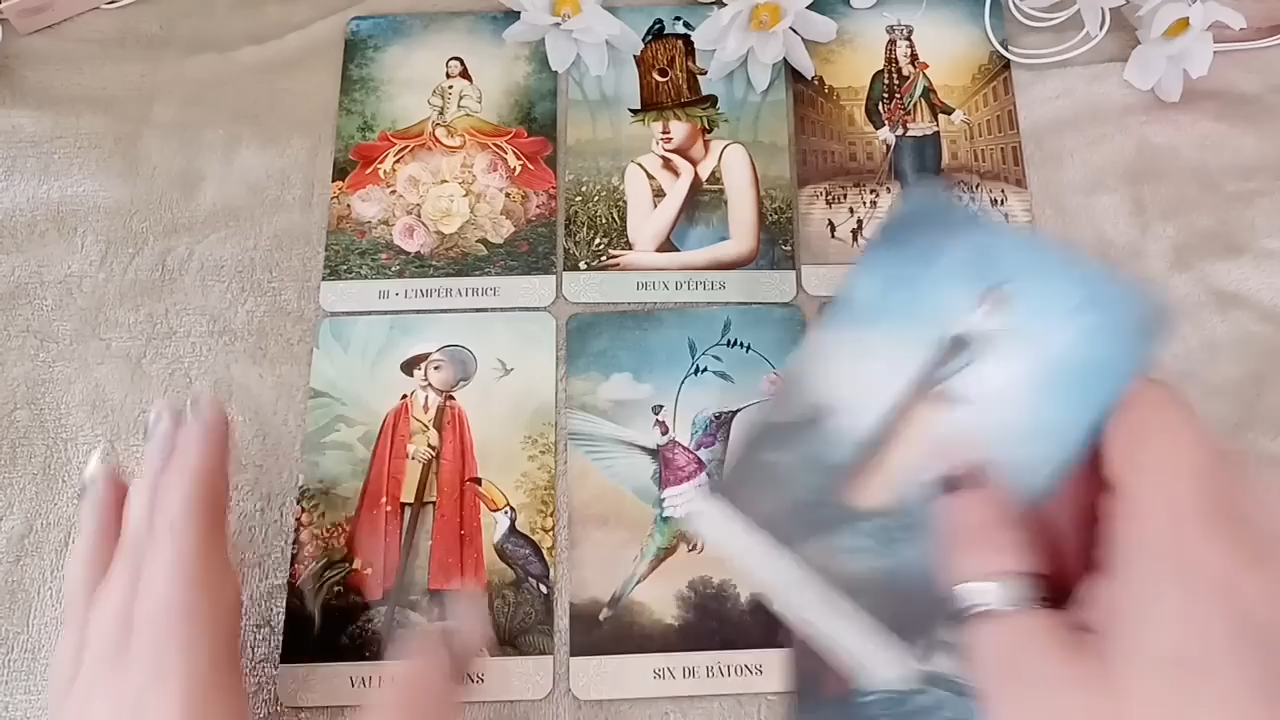 III • L'IMPÉRATRICE
DEUX D'ÉPÉES
SIX DE BÂTONS